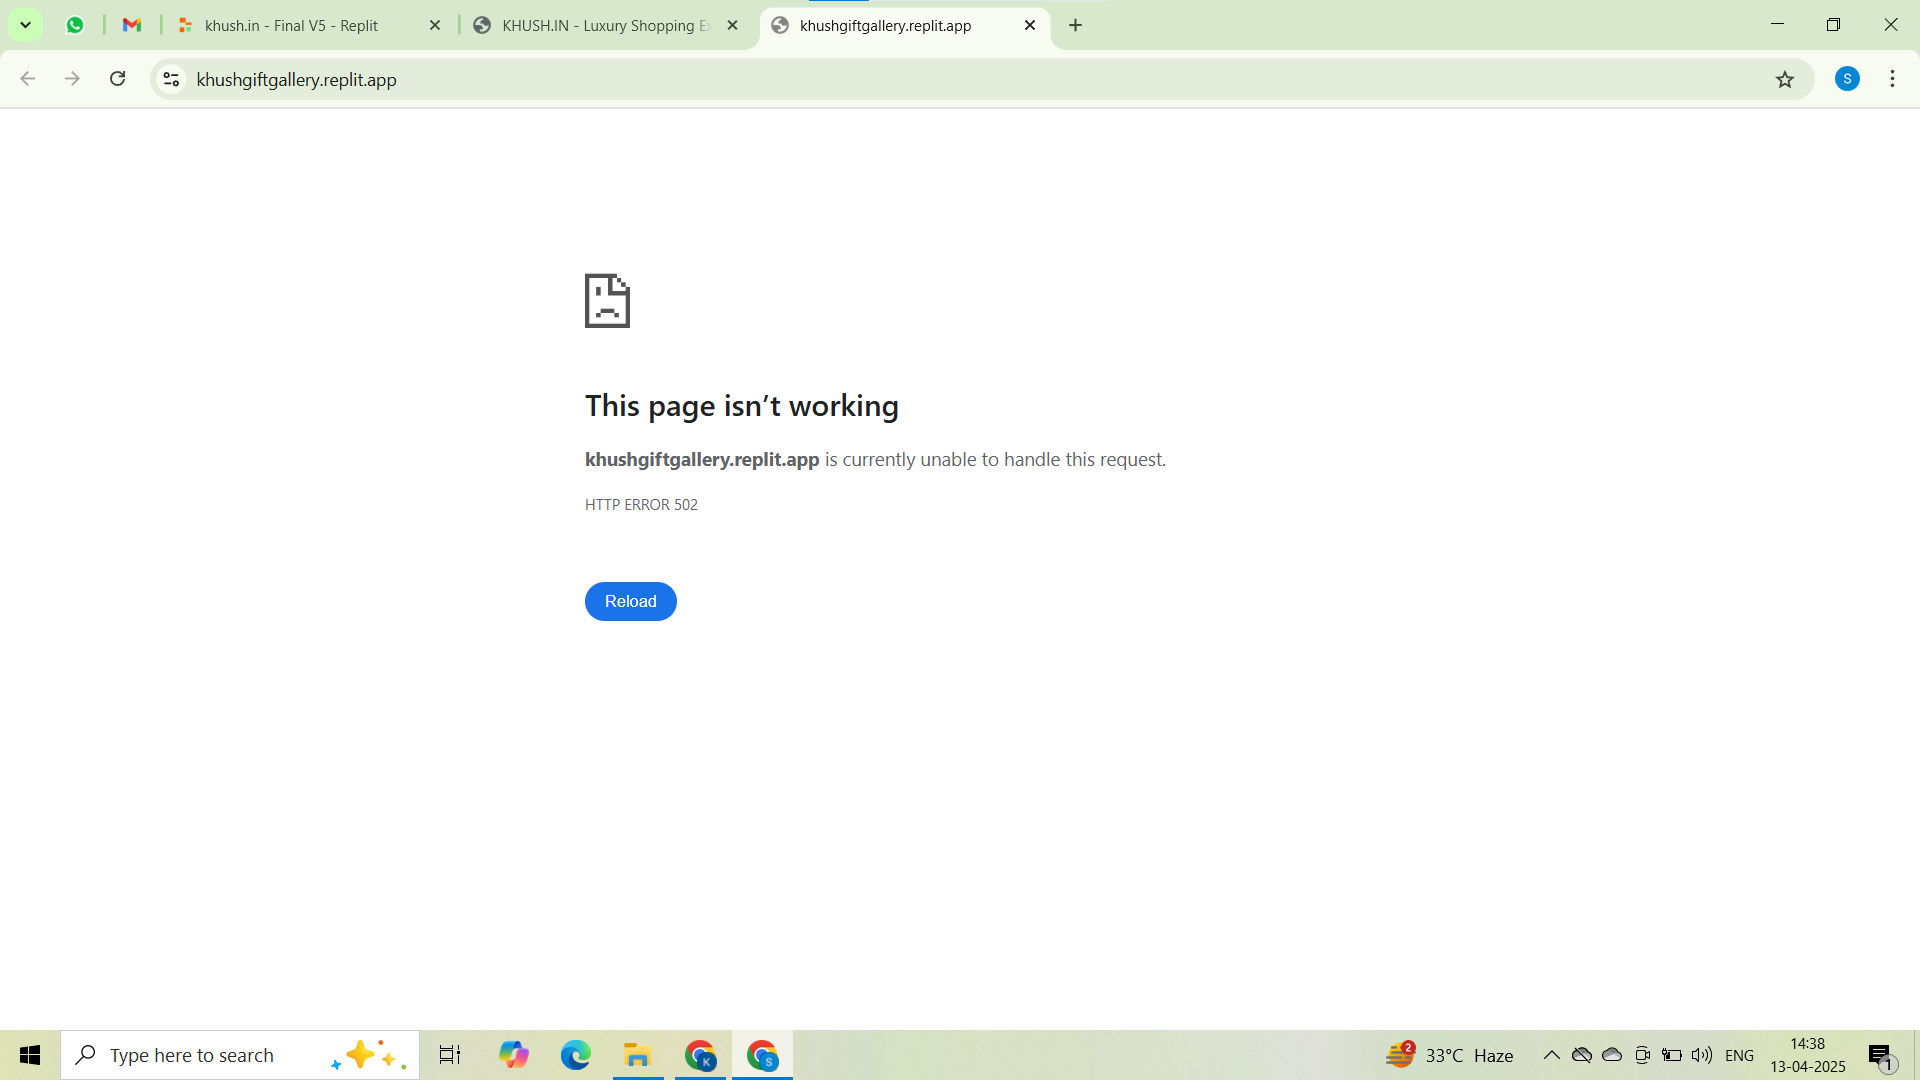 khush.in - Final V5 - Replit
KHUSH.IN - Luxury Shopping Ex
khushgiftgallery.replit.app
khushgiftgallery.replit.app
S
This page isn’t working
khushgiftgallery.replit.app is currently unable to handle this request.
HTTP ERROR 502
Reload
Type here to search
K
S
2
33°C Haze
ENG
14:38
13-04-2025
1